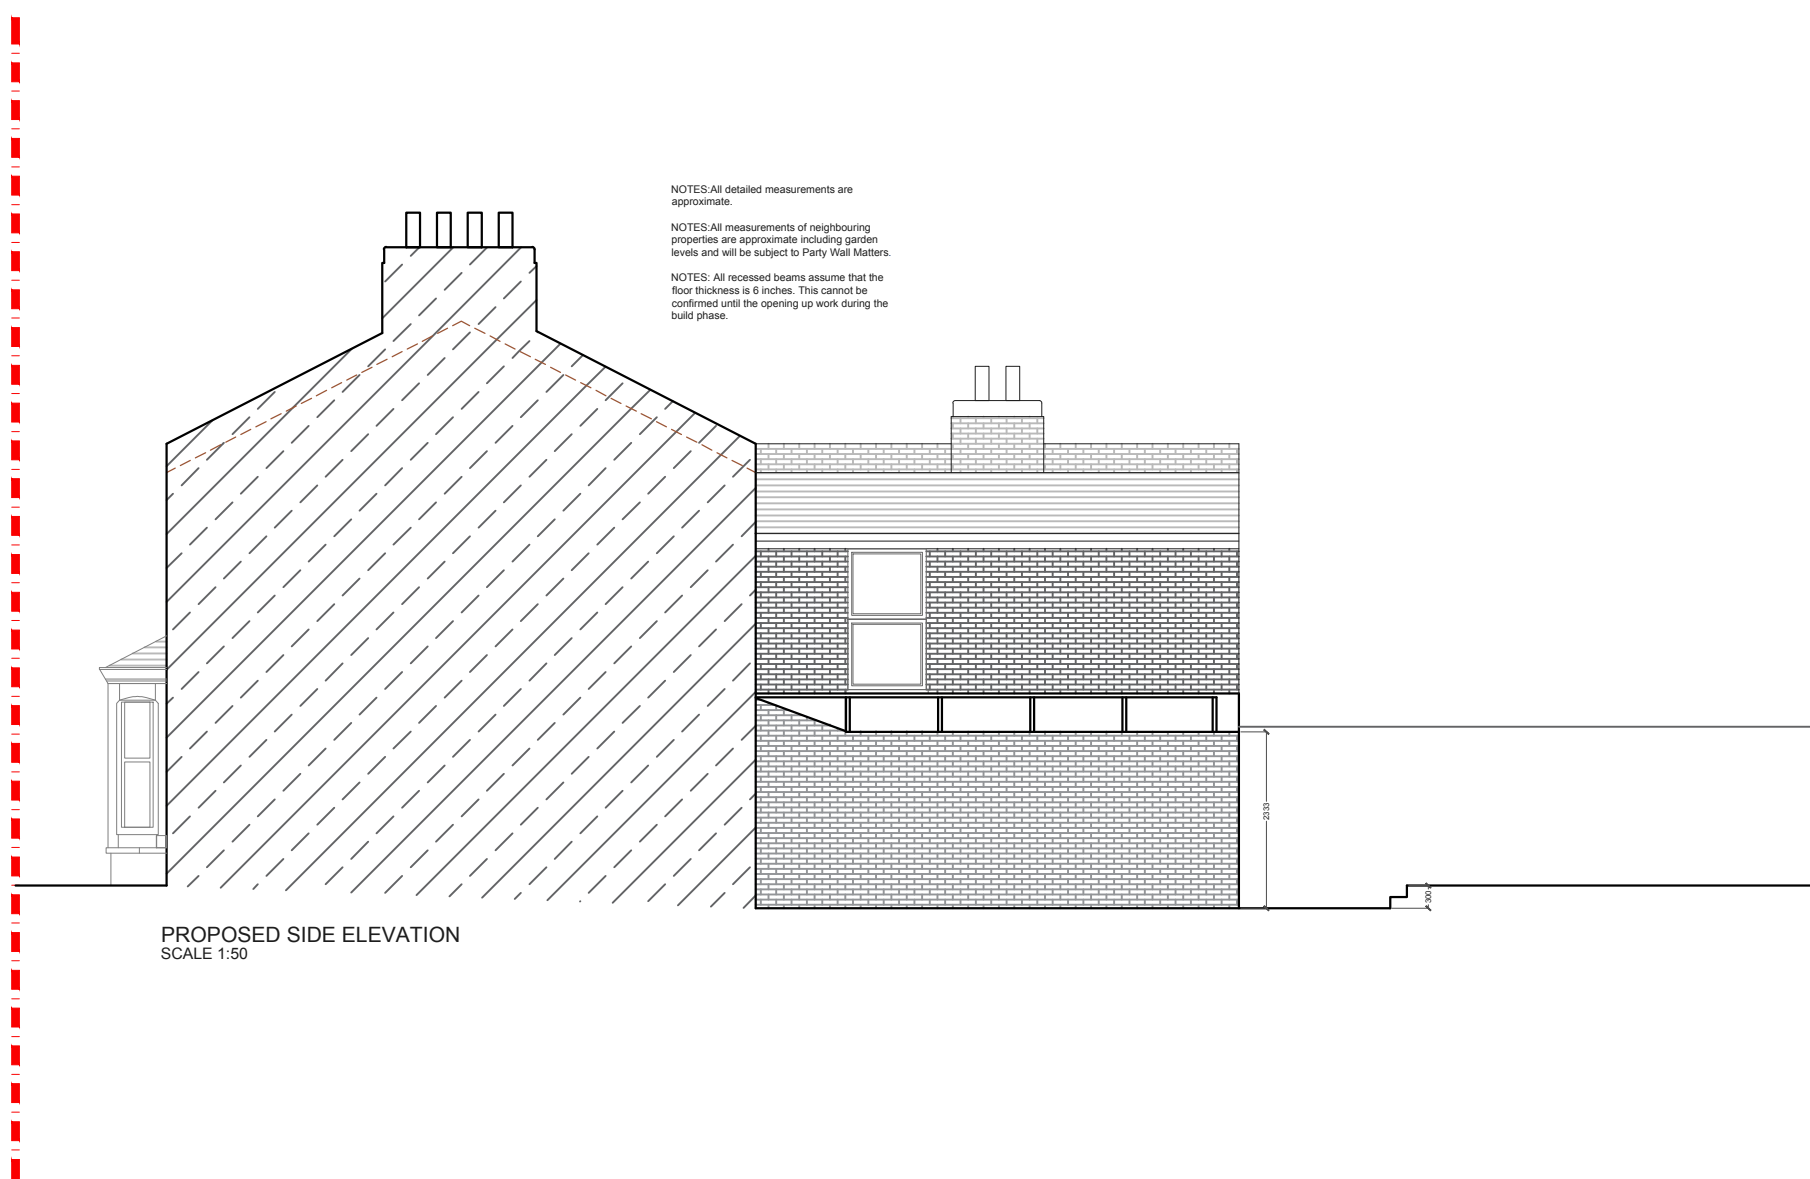 NOTES:All detailed measurements are
approximate.
NOTES:All measurements of neighbouring
properties are approximate including garden
levels and will be subject to Party Wall Matters.
NOTES: All recessed beams assume that the
floor thickness is 6 inches. This cannot be
confirmed until the opening up work during the
build phase.
2333
300
PROPOSED SIDE ELEVATION
SCALE 1:50